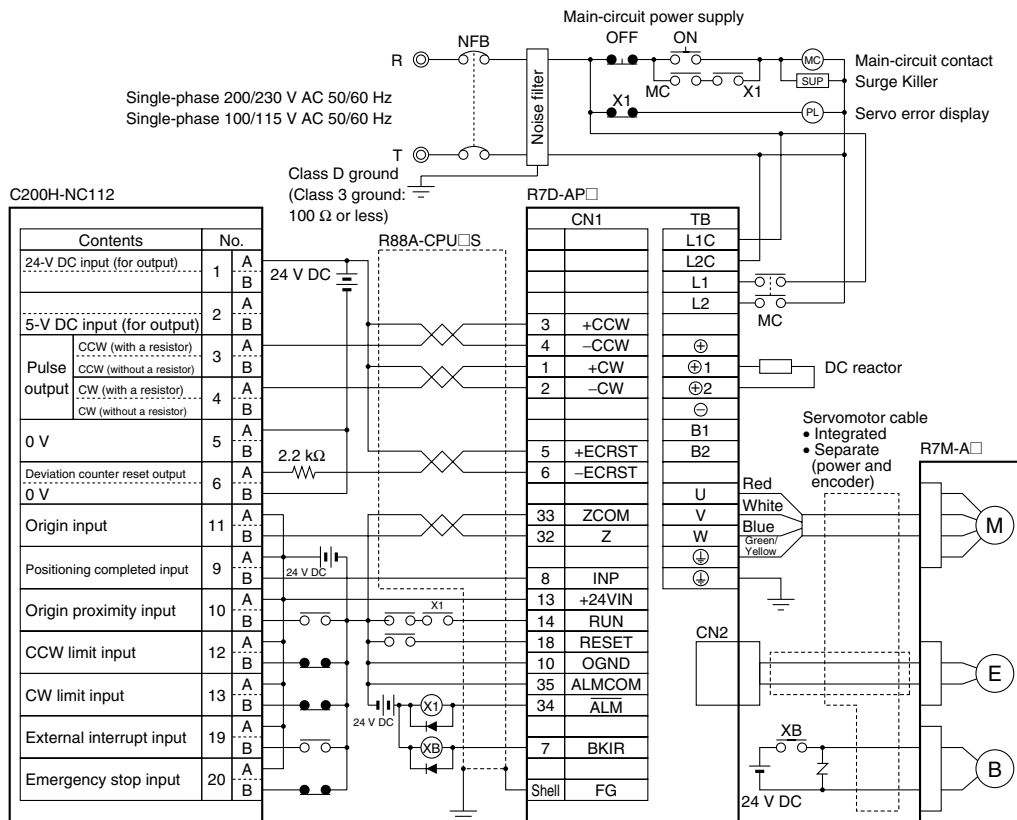 Main-circuit power supply
OFF
ON
NFB
R
MC
Main-circuit contact
SUP
Surge Killer
MC
X1
Noise filter
Single-phase 200/230 V AC 50/60 Hz
Single-phase 100/115 V AC 50/60 Hz
X1
PL
Servo error display
T
Class D ground
(Class 3 ground:
100 Ω or less)
C200H-NC112
R7D-AP□
R88A-CPU□S
Contents No.
24-V DC input (for output) 1 A B
5-V DC input (for output) 2 A B
Pulse output
CCW (with a resistor) 3 A
CCW (without a resistor) B
CW (with a resistor) 4 A
CW (without a resistor) B
0 V 5 A B
Deviation counter reset output 6 A
0 V B
Origin input 11 A B
Positioning completed input 9 A B
Origin proximity input 10 A B
CCW limit input 12 A B
CW limit input 13 A B
External interrupt input 19 A B
Emergency stop input 20 A B
24 V DC
2.2 kΩ
24 V DC
X1
24 V DC
X1
XB
CN1
3 +CCW
4 −CCW
1 +CW
2 −CW
5 +ECRST
6 −ECRST
33 ZCOM
32 Z
8 INP
13 +24VIN
14 RUN
18 RESET
10 OGND
35 ALMCOM
34 ALM
7 BKIR
Shell FG
TB
L1C
L2C
L1
L2
MC
⊕
⊕1
⊕2
DC reactor
⊖
B1
B2
U
V
W
Red
White
Blue
Green/
Yellow
Servomotor cable
• Integrated
• Separate
(power and
encoder)
R7M-A□
M
CN2
E
XB
24 V DC
B